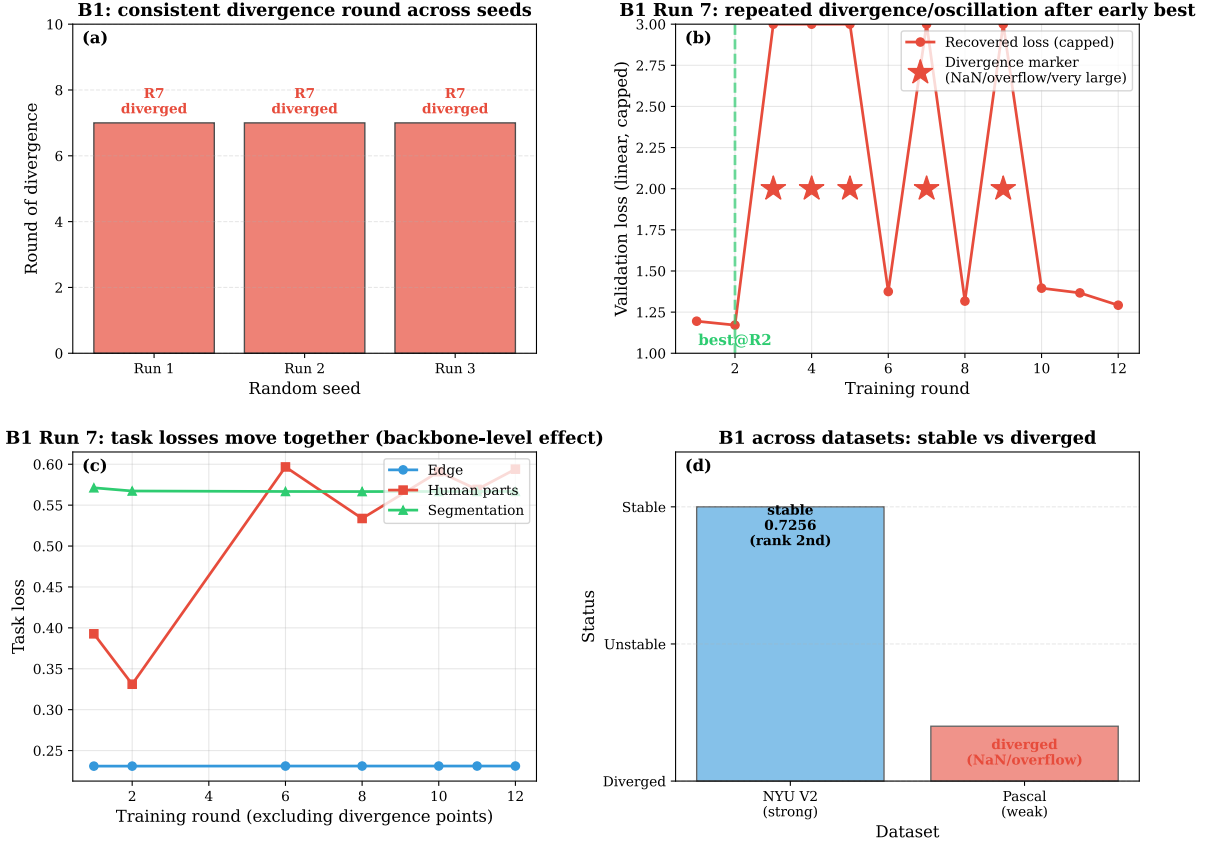 B1: consistent divergence round across seeds
(a)
10
8
6
4
2
0
Round of divergence
R7
diverged
R7
diverged
R7
diverged
Run 1
Run 2
Run 3
Random seed
B1 Run 7: repeated divergence/oscillation after early best
(b)
Recovered loss (capped)
Divergence marker
(NaN/overflow/very large)
3.00
2.75
2.50
2.25
2.00
1.75
1.50
1.25
1.00
Validation loss (linear, capped)
best@R2
2
4
6
8
10
12
Training round
B1 Run 7: task losses move together (backbone-level effect)
(c)
Edge
Human parts
Segmentation
0.60
0.55
0.50
0.45
0.40
0.35
0.30
0.25
Task loss
2
4
6
8
10
12
Training round (excluding divergence points)
B1 across datasets: stable vs diverged
(d)
Stable
Unstable
Diverged
Status
stable
0.7256
(rank 2nd)
diverged
(NaN/overflow)
NYU V2
(strong)
Pascal
(weak)
Dataset